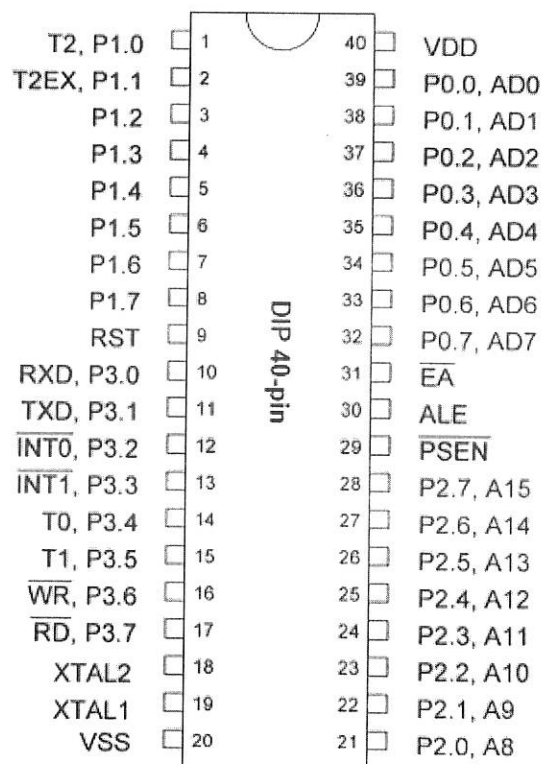 T2, P1.0 1 40 VDD
T2EX, P1.1 2 39 P0.0, AD0
P1.2 3 38 P0.1, AD1
P1.3 4 37 P0.2, AD2
P1.4 5 36 P0.3, AD3
P1.5 6 35 P0.4, AD4
P1.6 7 34 P0.5, AD5
P1.7 8 33 P0.6, AD6
RST 9 32 P0.7, AD7
RXD, P3.0 10 31 E̅A̅
TXD, P3.1 11 30 ALE
I̅N̅T̅0̅, P3.2 12 29 P̅S̅E̅N̅
I̅N̅T̅1̅, P3.3 13 28 P2.7, A15
T0, P3.4 14 27 P2.6, A14
T1, P3.5 15 26 P2.5, A13
W̅R̅, P3.6 16 25 P2.4, A12
R̅D̅, P3.7 17 24 P2.3, A11
XTAL2 18 23 P2.2, A10
XTAL1 19 22 P2.1, A9
VSS 20 21 P2.0, A8
DIP 40-pin